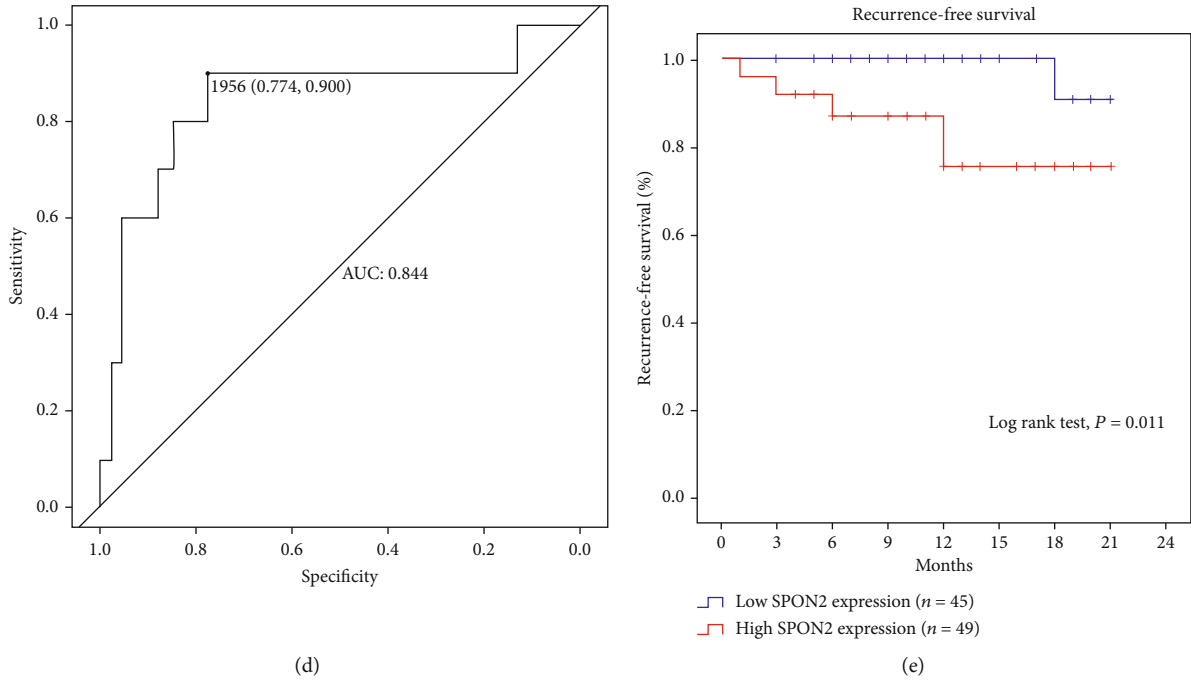 1.0
0.8
0.6
0.4
0.2
0.0
Sensitivity
1956 (0.774, 0.900)
AUC: 0.844
1.0 0.8 0.6 0.4 0.2 0.0
Specificity
(d)
Recurrence-free survival
1.0
0.8
0.6
0.4
0.2
0.0
Recurrence-free survival (%)
Log rank test, P = 0.011
0 3 6 9 12 15 18 21 24
Months
Low SPON2 expression (n = 45)
High SPON2 expression (n = 49)
(e)